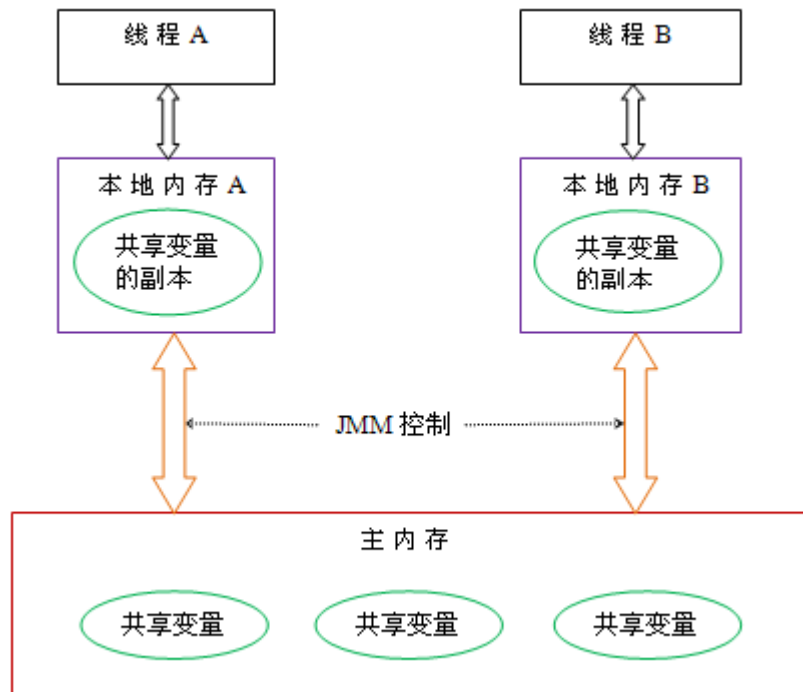 线程 A
线程 B
本地内存 A
本地内存 B
共享变量
的副本
共享变量
的副本
JMM 控制
主内存
共享变量
共享变量
共享变量